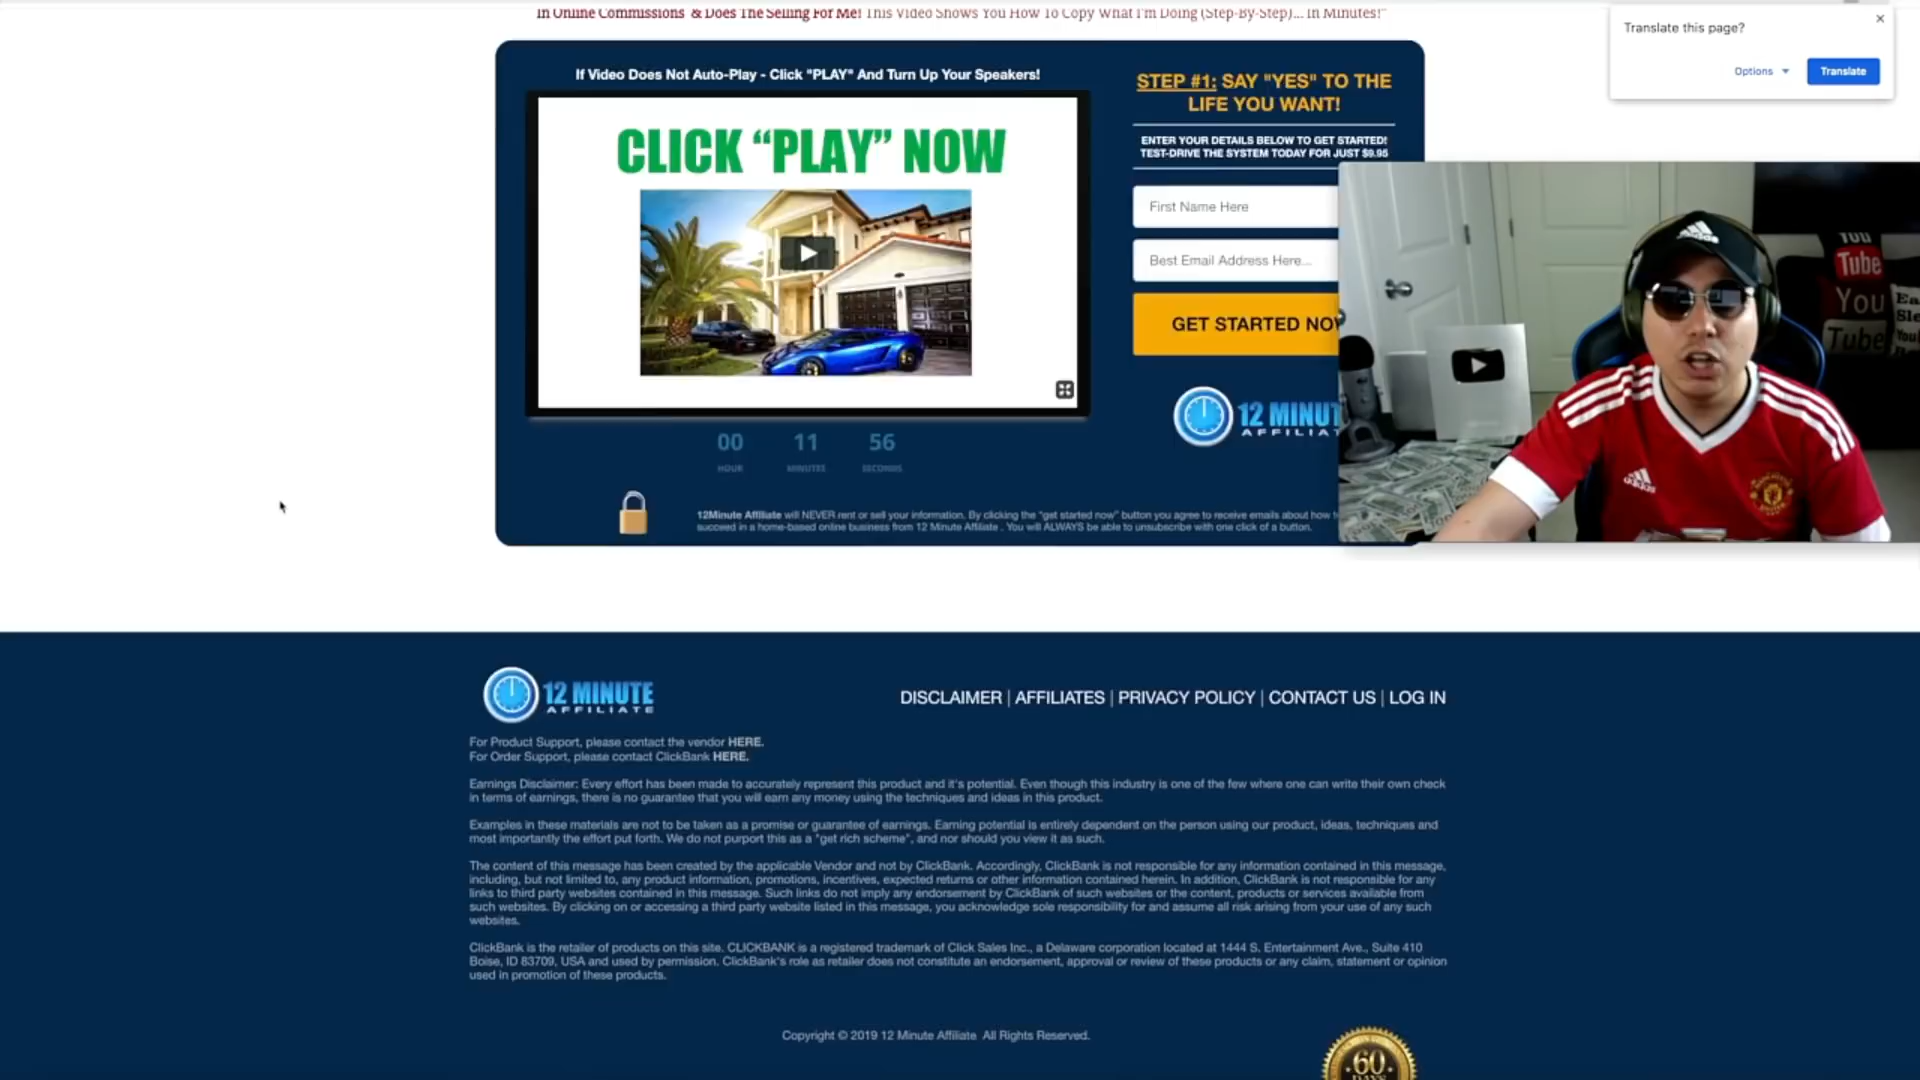 In Online Commissions & Does The Selling For Me! This Video Shows You How To Copy What I'm Doing (Step-By-Step)... In Minutes!"
Translate this page?
Options
Translate
If Video Does Not Auto-Play - Click "PLAY" And Turn Up Your Speakers!
CLICK “PLAY” NOW
STEP #1: SAY "YES" TO THE
LIFE YOU WANT!
ENTER YOUR DETAILS BELOW TO GET STARTED!
TEST-DRIVE THE SYSTEM TODAY FOR JUST $9.95
First Name Here
Best Email Address Here...
GET STARTED NOW
12 MINUT
AFFILIAT
You
Tube
You
Tube
adidas
00 11 56
HOUR MINUTES SECONDS
12Minute Affiliate will NEVER rent or sell your information. By clicking the "get started now" button you agree to receive emails about how
succeed in a home-based online business from 12 Minute Affiliate . You will ALWAYS be able to unsubscribe with one click of a button.
12 MINUTE
AFFILIATE
DISCLAIMER | AFFILIATES | PRIVACY POLICY | CONTACT US | LOG IN
For Product Support, please contact the vendor HERE.
For Order Support, please contact ClickBank HERE.
Earnings Disclaimer: Every effort has been made to accurately represent this product and it's potential. Even though this industry is one of the few where one can write their own check
in terms of earnings, there is no guarantee that you will earn any money using the techniques and ideas in this product.
Examples in these materials are not to be taken as a promise or guarantee of earnings. Earning potential is entirely dependent on the person using our product, ideas, techniques and
most importantly the effort put forth. We do not purport this as a "get rich scheme", and nor should you view it as such.
The content of this message has been created by the applicable Vendor and not by ClickBank. Accordingly, ClickBank is not responsible for any information contained in this message,
including, but not limited to, any product information, promotions, incentives, expected returns or other information contained herein. In addition, ClickBank is not responsible for any
links to third party websites contained in this message. Such links do not imply any endorsement by ClickBank of such websites or the content, products or services available from
such websites. By clicking on or accessing a third party website listed in this message, you acknowledge sole responsibility for and assume all risk arising from your use of any such
websites.
ClickBank is the retailer of products on this site. CLICKBANK is a registered trademark of Click Sales Inc., a Delaware corporation located at 1444 S. Entertainment Ave., Suite 410
Boise, ID 83709, USA and used by permission. ClickBank's role as retailer does not constitute an endorsement, approval or review of these products or any claim, statement or opinion
used in promotion of these products.
Copyright © 2019 12 Minute Affiliate All Rights Reserved.
60
DAYS